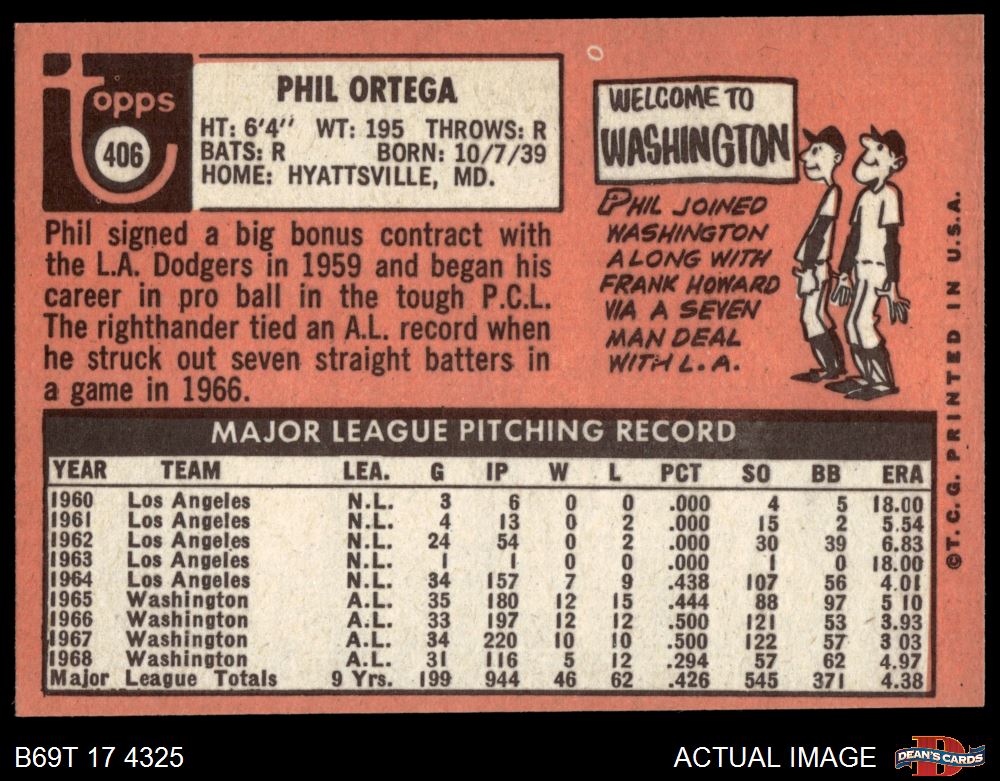 Topps
406
PHIL ORTEGA
HT: 6'4" WT: 195 THROWS: R
BATS: R BORN: 10/7/39
HOME: HYATTSVILLE, MD.
Phil signed a big bonus contract with
the L.A. Dodgers in 1959 and began his
career in pro ball in the tough P.C.L.
The righthander tied an A.L. record when
he struck out seven straight batters in
a game in 1966.
WELCOME TO
WASHINGTON
PHIL JOINED
WASHINGTON
ALONG WITH
FRANK HOWARD
VIA A SEVEN
MAN DEAL
WITH L.A.
MAJOR LEAGUE PITCHING RECORD
YEAR TEAM LEA. G IP W L PCT SO BB ERA
1960 Los Angeles N.L. 3 6 0 0 .000 4 5 18.00
1961 Los Angeles N.L. 4 13 0 2 .000 15 2 5.54
1962 Los Angeles N.L. 24 54 0 2 .000 30 39 6.83
1963 Los Angeles N.L. 1 1 0 0 .000 1 0 18.00
1964 Los Angeles N.L. 34 157 7 9 .438 107 56 4.01
1965 Washington A.L. 35 180 12 15 .444 88 97 5 10
1966 Washington A.L. 33 197 12 12 .500 121 53 3.93
1967 Washington A.L. 34 220 10 10 .500 122 57 3 03
1968 Washington A.L. 31 116 5 12 .294 57 62 4.97
Major League Totals 9 Yrs. 199 944 46 62 .426 545 371 4.38
©T.C.G. PRINTED IN U.S.A.
B69T 17 4325
ACTUAL IMAGE
DEAN'S CARDS